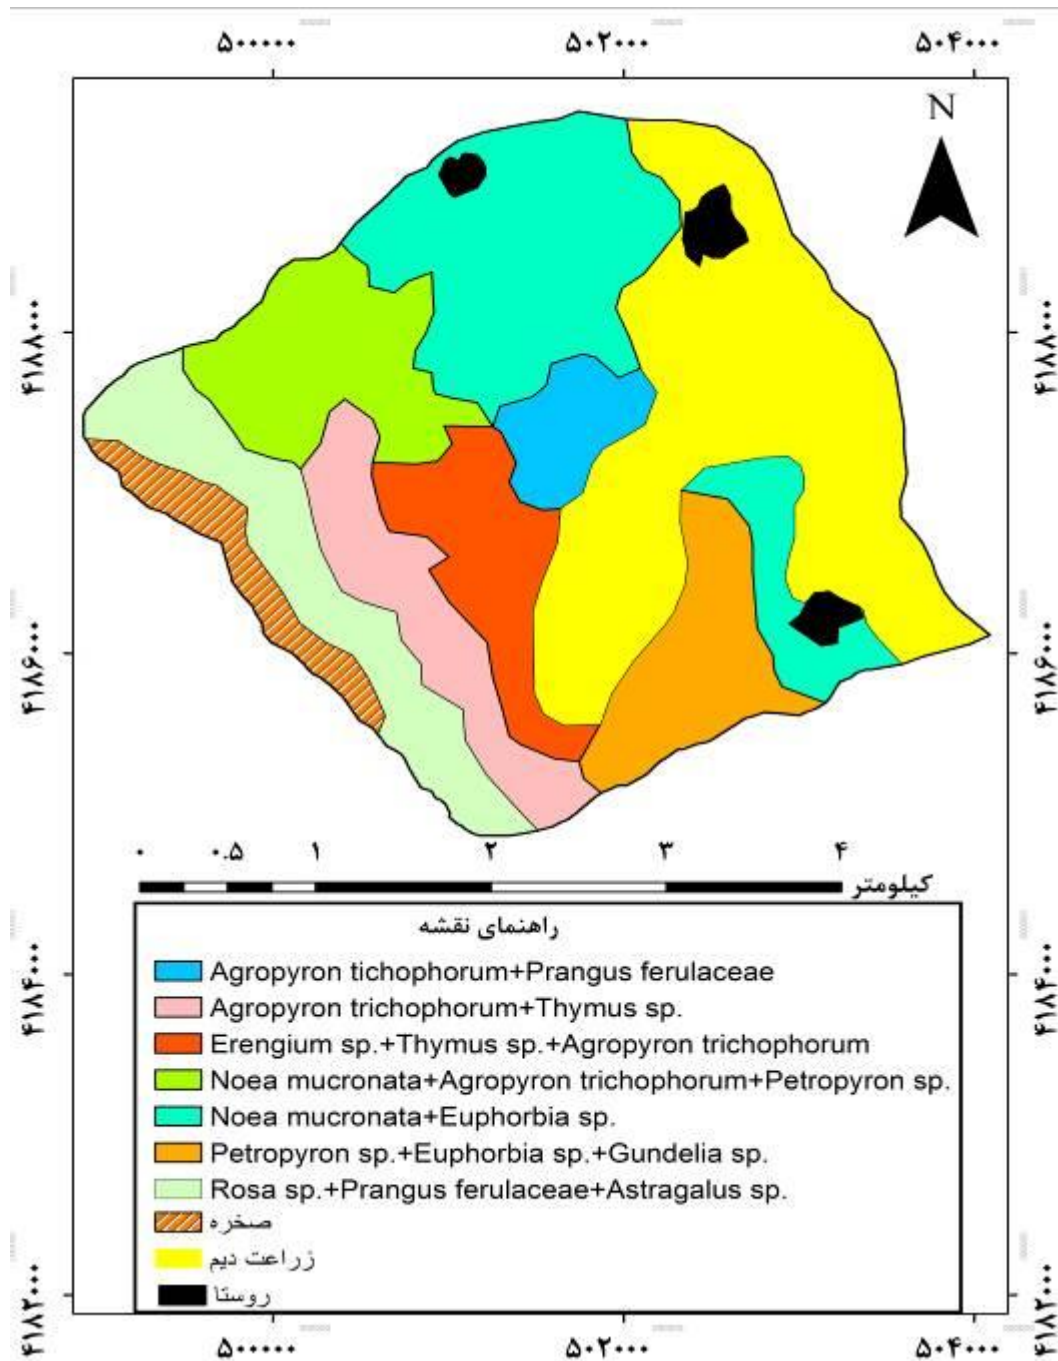 ۵۰۰۰۰۰ ۵۰۲۰۰۰ ۵۰۴۰۰۰
N
۴۱۸۸۰۰۰ ۴۱۸۸۰۰۰
۴۱۸۶۰۰۰ ۴۱۸۶۰۰۰
۰ ۰.۵ ۱ ۲ ۳ ۴
کیلومتر
راهنمای نقشه
Agropyron tichophorum+Prangus ferulaceae
۴۱۸۴۰۰۰ ۴۱۸۴۰۰۰
Agropyron trichophorum+Thymus sp.
Erengium sp.+Thymus sp.+Agropyron trichophorum
Noea mucronata+Agropyron trichophorum+Petropyron sp.
Noea mucronata+Euphorbia sp.
Petropyron sp.+Euphorbia sp.+Gundelia sp.
Rosa sp.+Prangus ferulaceae+Astragalus sp.
صخره
زراعت دیم
روستا
۴۱۸۲۰۰۰ ۴۱۸۲۰۰۰
۵۰۰۰۰۰ ۵۰۲۰۰۰ ۵۰۴۰۰۰